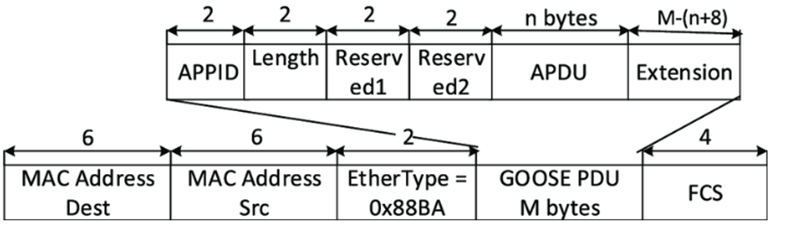 2 2 2 2 n bytes M-(n+8)
APPID Length Reserv Reserv APDU Extension
ed1 ed2
6 6 2 4
MAC Address MAC Address EtherType = GOOSE PDU FCS
Dest Src 0x88BA M bytes